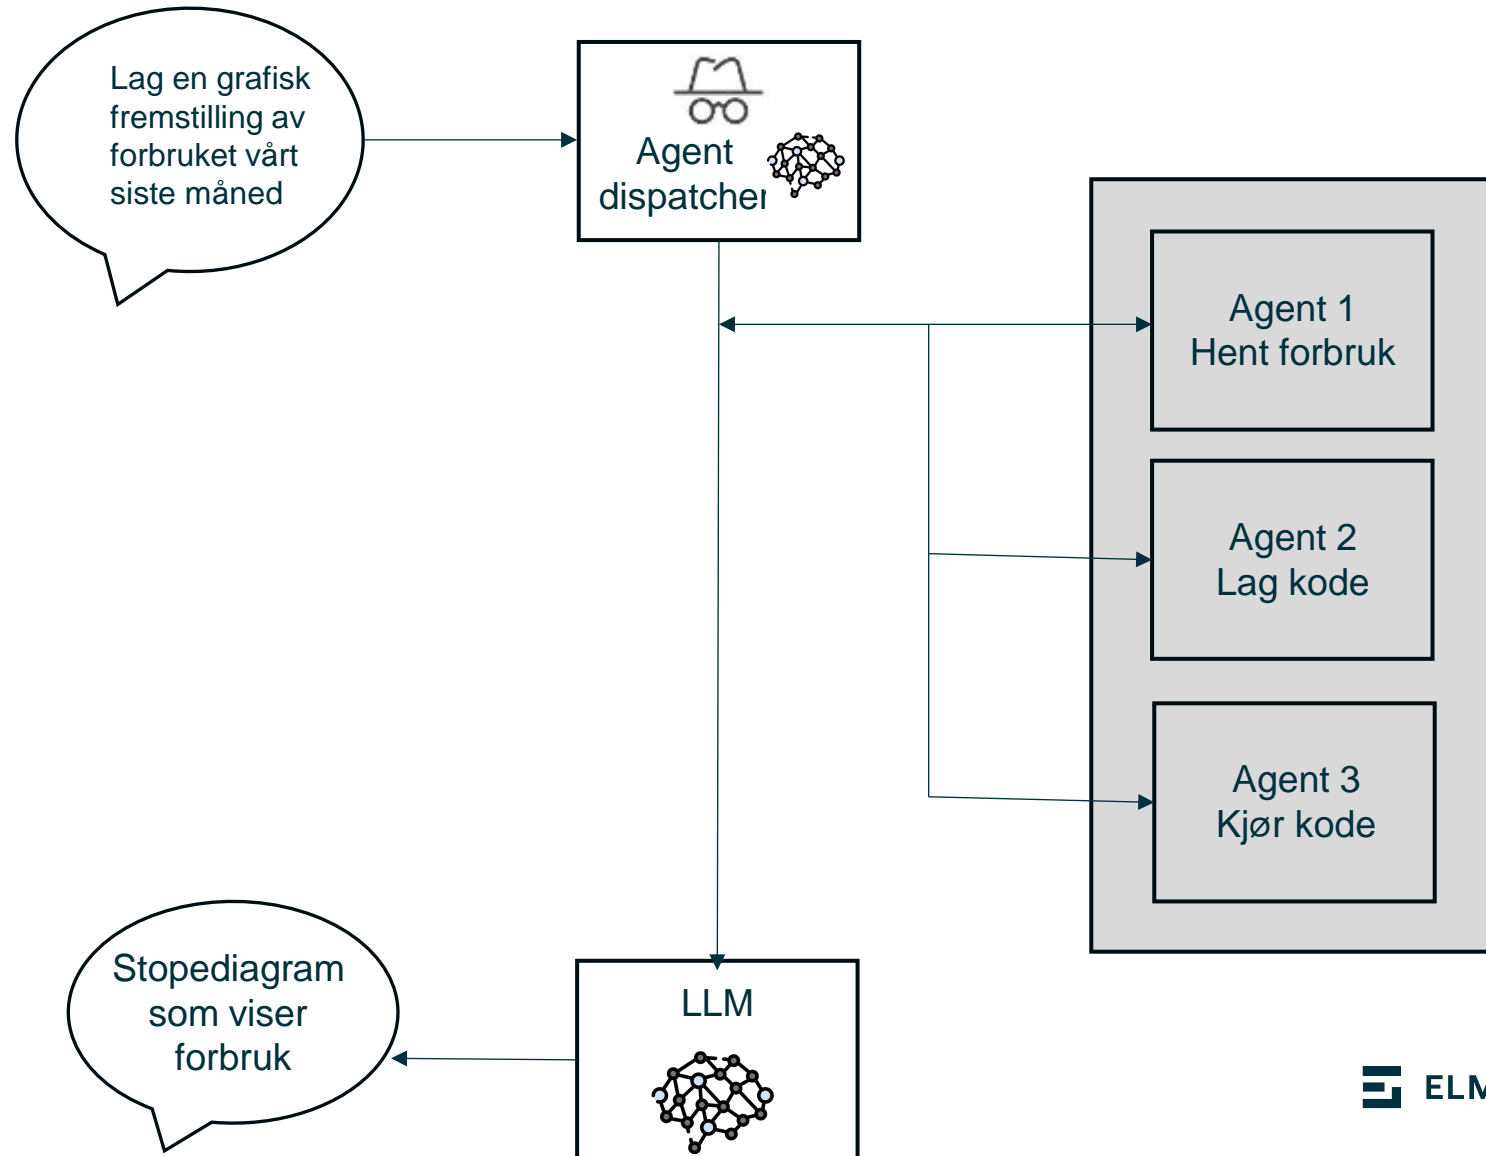 Lag en grafisk
fremstilling av
forbruket vårt
siste måned
Agent
dispatcher
Agent 1
Hent forbruk
Agent 2
Lag kode
Agent 3
Kjør kode
Stopediagram
som viser
forbruk
LLM
ELM